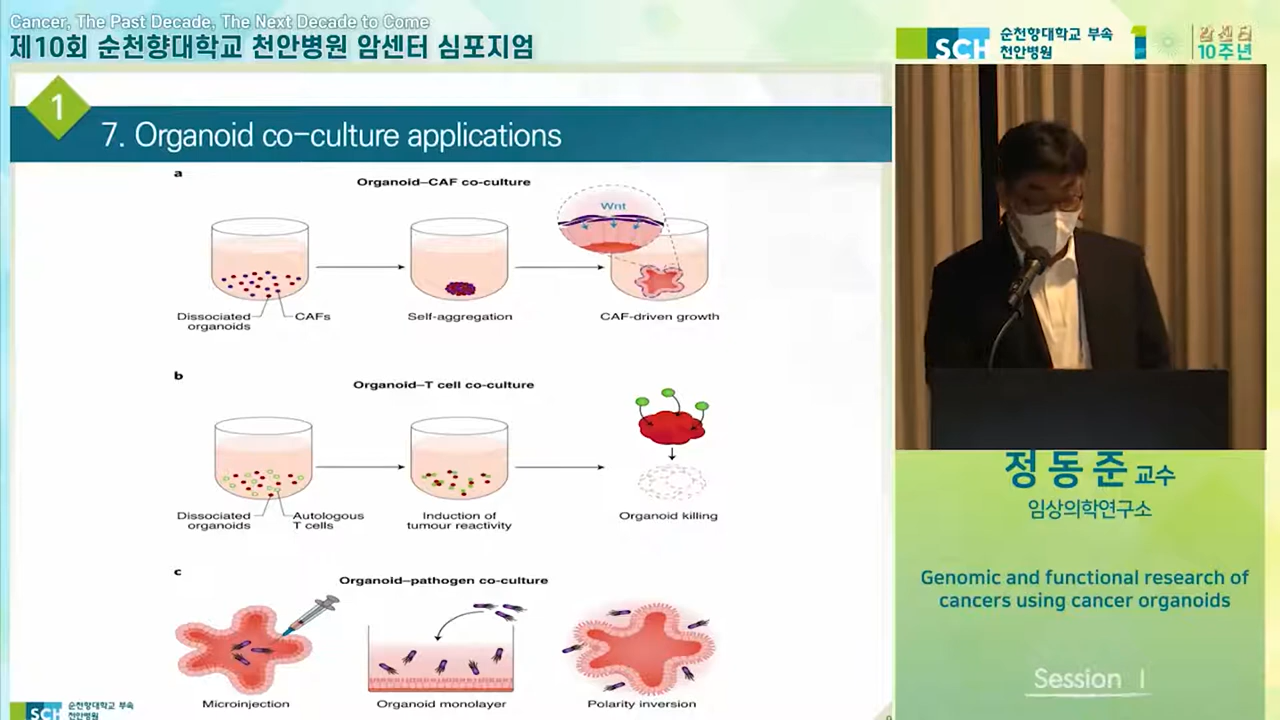 Cancer, The Past Decade, The Next Decade to Come
제10회 순천향대학교 천안병원 암센터 심포지엄
SCH
순천향대학교 부속
천안병원
1
암센터
10주년
1
7. Organoid co-culture applications
a
Organoid–CAF co-culture
Wnt
Dissociated
organoids
CAFs
Self-aggregation
CAF-driven growth
b
Organoid–T cell co-culture
Dissociated
organoids
Autologous
T cells
Induction of
tumour reactivity
Organoid killing
c
Organoid–pathogen co-culture
Microinjection
Organoid monolayer
Polarity inversion
SCH
순천향대학교 부속
천안병원
정동준 교수
임상의학연구소
Genomic and functional research of
cancers using cancer organoids
Session I